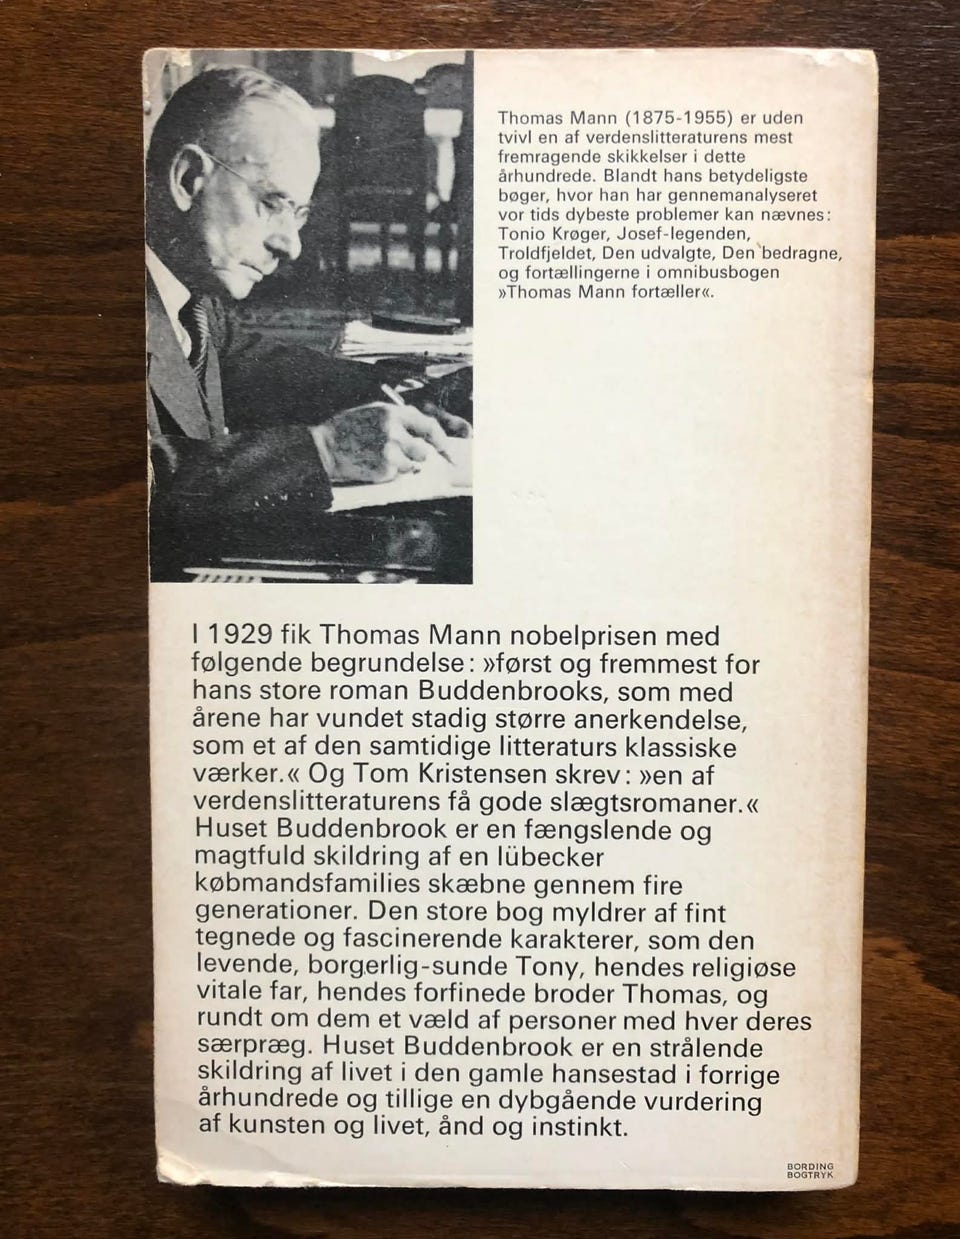 Thomas Mann (1875-1955) er uden
tvivl en af verdenslitteraturens mest
fremragende skikkelser i dette
århundrede. Blandt hans betydeligste
bøger, hvor han har gennemanalyseret
vor tids dybeste problemer kan nævnes:
Tonio Krøger, Josef-legenden,
Troldfjeldet, Den udvalgte, Den bedragne,
og fortællingerne i omnibusbogen
»Thomas Mann fortæller«.
I 1929 fik Thomas Mann nobelprisen med
følgende begrundelse: »først og fremmest for
hans store roman Buddenbrooks, som med
årene har vundet stadig større anerkendelse,
som et af den samtidige litteraturs klassiske
værker.« Og Tom Kristensen skrev: »en af
verdenslitteraturens få gode slægtsromaner.«
Huset Buddenbrook er en fængslende og
magtfuld skildring af en lübecker
købmandsfamilies skæbne gennem fire
generationer. Den store bog myldrer af fint
tegnede og fascinerende karakterer, som den
levende, borgerlig-sunde Tony, hendes religiøse
vitale far, hendes forfinede broder Thomas, og
rundt om dem et væld af personer med hver deres
særpræg. Huset Buddenbrook er en strålende
skildring af livet i den gamle hansestad i forrige
århundrede og tillige en dybgående vurdering
af kunsten og livet, ånd og instinkt.
BORDING
BOGTRYK